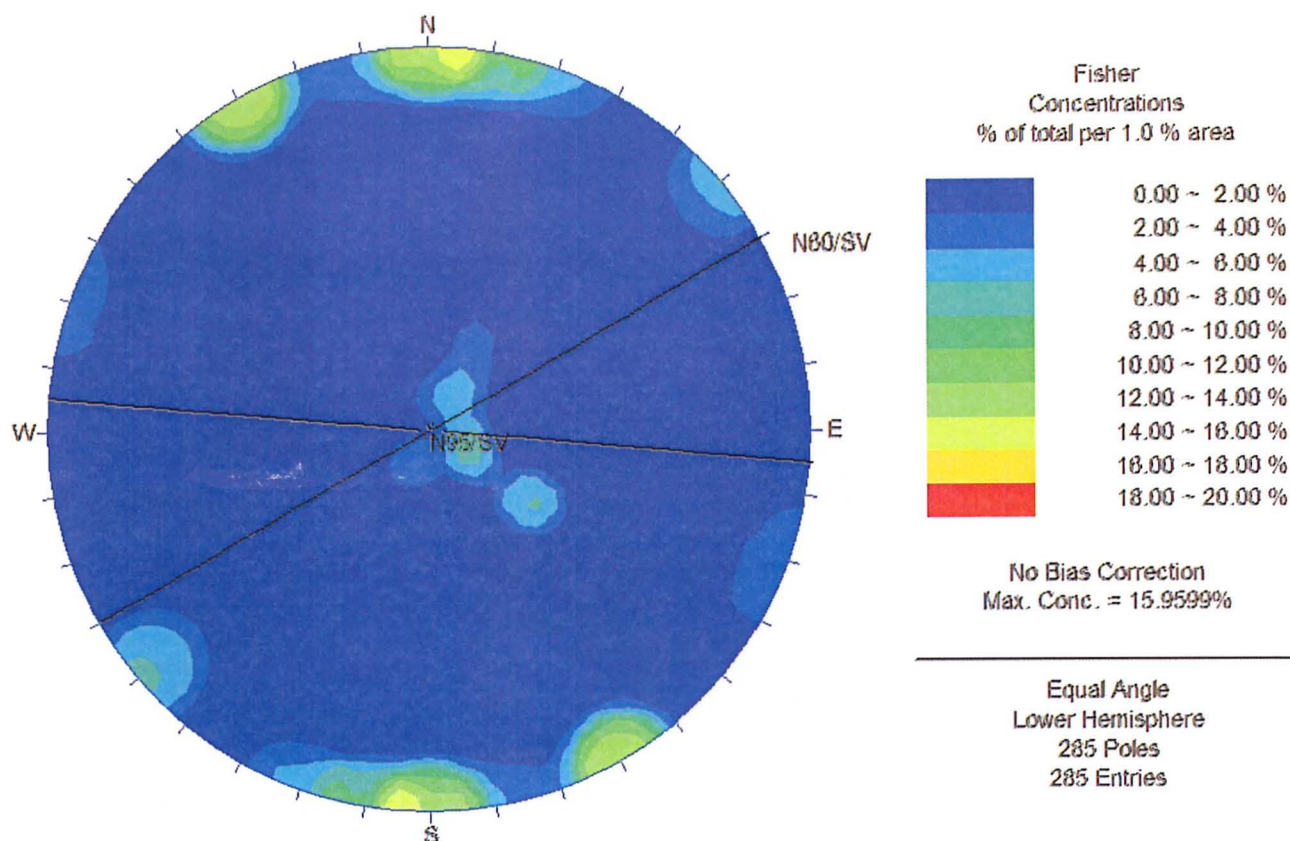 N
N60/SV
W
N95/SV
E
S
Fisher
Concentrations
% of total per 1.0 % area
0.00 ~ 2.00 %
2.00 ~ 4.00 %
4.00 ~ 6.00 %
6.00 ~ 8.00 %
8.00 ~ 10.00 %
10.00 ~ 12.00 %
12.00 ~ 14.00 %
14.00 ~ 16.00 %
16.00 ~ 18.00 %
18.00 ~ 20.00 %
No Bias Correction
Max. Conc. = 15.9599%
Equal Angle
Lower Hemisphere
285 Poles
285 Entries